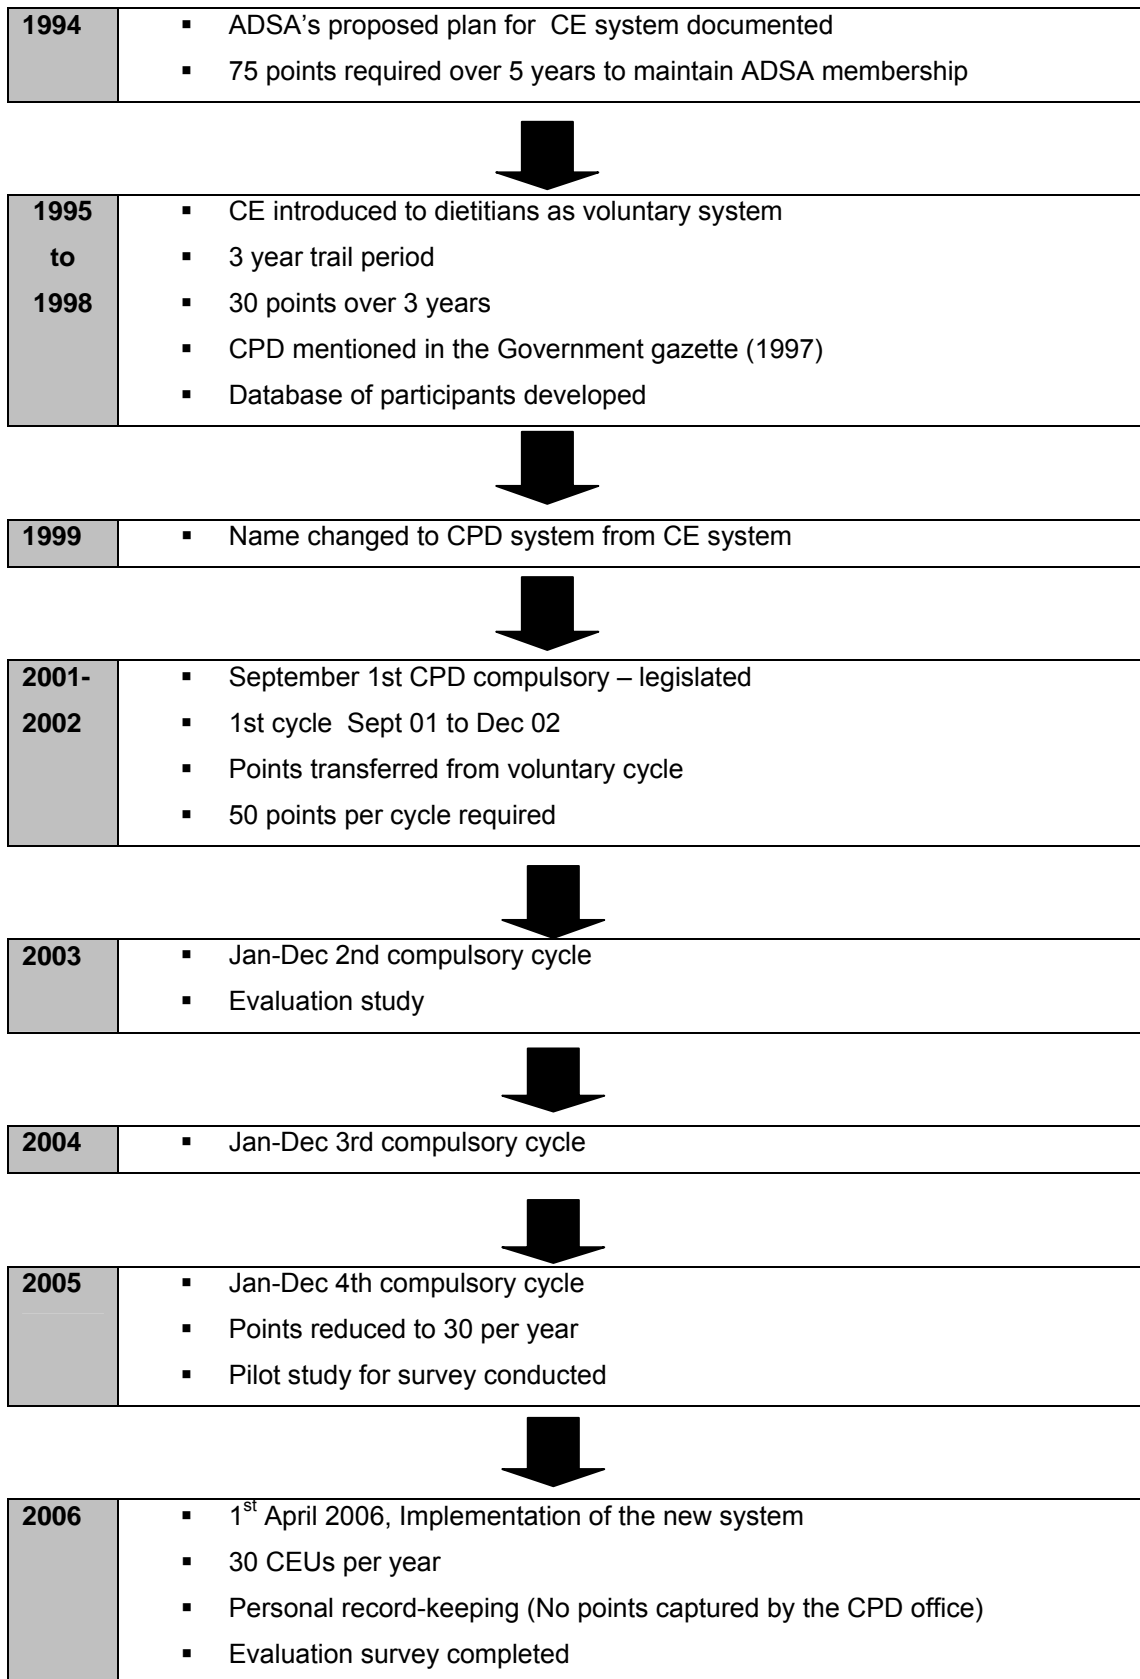 1994
▪ ADSA's proposed plan for CE system documented
▪ 75 points required over 5 years to maintain ADSA membership
1995
to
1998
▪ CE introduced to dietitians as voluntary system
▪ 3 year trail period
▪ 30 points over 3 years
▪ CPD mentioned in the Government gazette (1997)
▪ Database of participants developed
1999
▪ Name changed to CPD system from CE system
2001-
2002
▪ September 1st CPD compulsory – legislated
▪ 1st cycle Sept 01 to Dec 02
▪ Points transferred from voluntary cycle
▪ 50 points per cycle required
2003
▪ Jan-Dec 2nd compulsory cycle
▪ Evaluation study
2004
▪ Jan-Dec 3rd compulsory cycle
2005
▪ Jan-Dec 4th compulsory cycle
▪ Points reduced to 30 per year
▪ Pilot study for survey conducted
2006
▪ 1st April 2006, Implementation of the new system
▪ 30 CEUs per year
▪ Personal record-keeping (No points captured by the CPD office)
▪ Evaluation survey completed